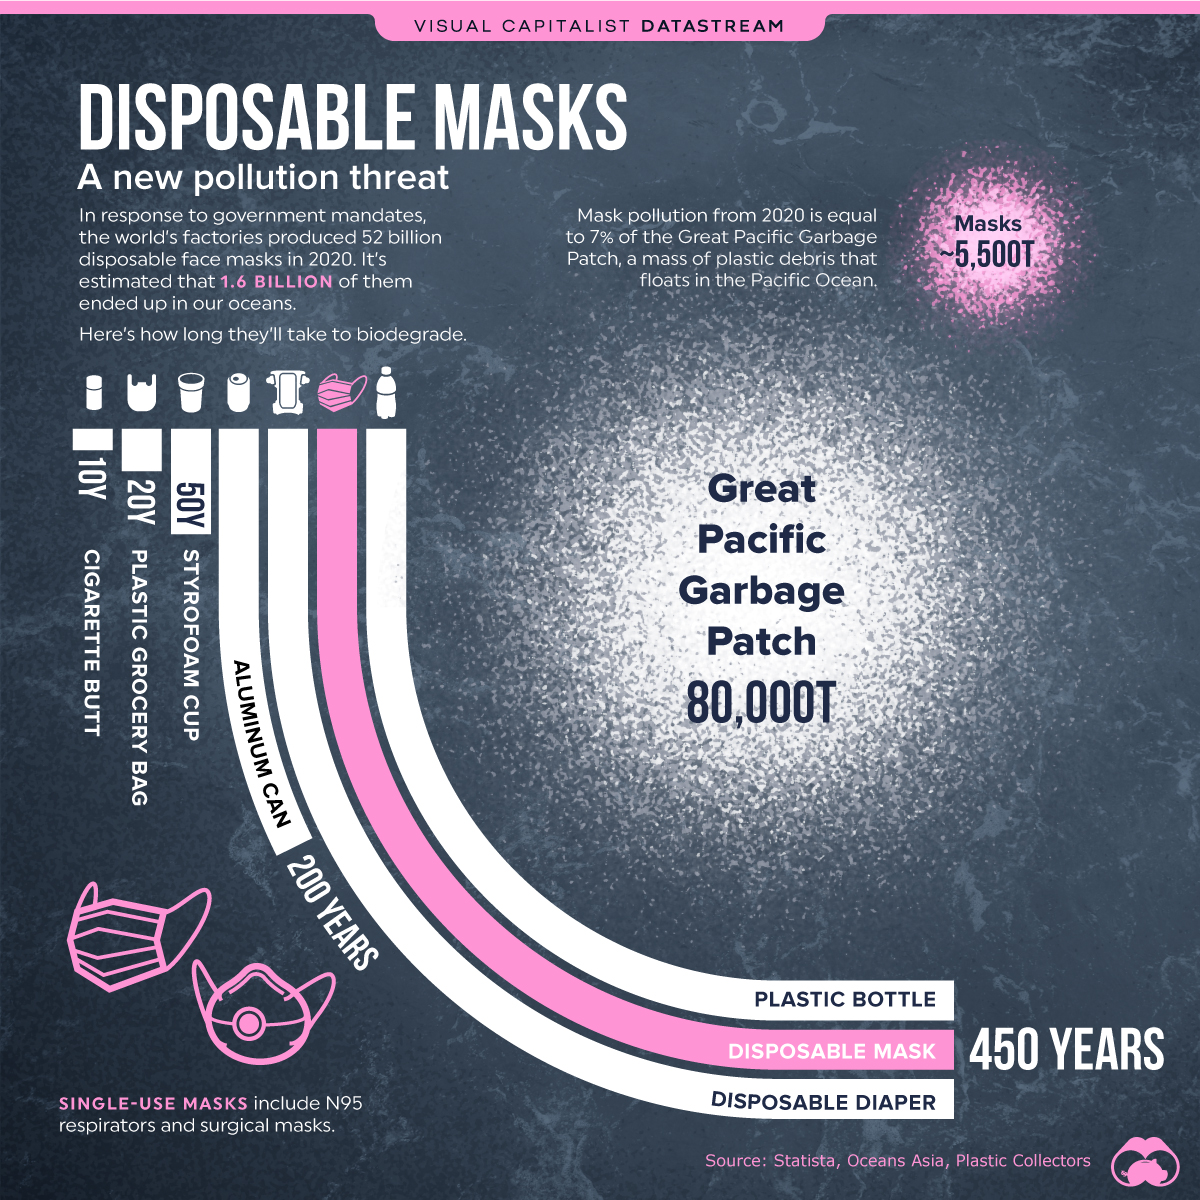 VISUAL CAPITALIST DATASTREAM
DISPOSABLE MASKS
A new pollution threat
In response to government mandates,
the world's factories produced 52 billion
disposable face masks in 2020. It's
estimated that 1.6 BILLION of them
ended up in our oceans.
Here's how long they'll take to biodegrade.
Mask pollution from 2020 is equal
to 7% of the Great Pacific Garbage
Patch, a mass of plastic debris that
floats in the Pacific Ocean.
Masks
~5,500T
Great
Pacific
Garbage
Patch
80,000T
10Y
CIGARETTE BUTT
20Y
PLASTIC GROCERY BAG
50Y
STYROFOAM CUP
ALUMINUM CAN
200 YEARS
PLASTIC BOTTLE
DISPOSABLE MASK
DISPOSABLE DIAPER
450 YEARS
SINGLE-USE MASKS include N95
respirators and surgical masks.
Source: Statista, Oceans Asia, Plastic Collectors